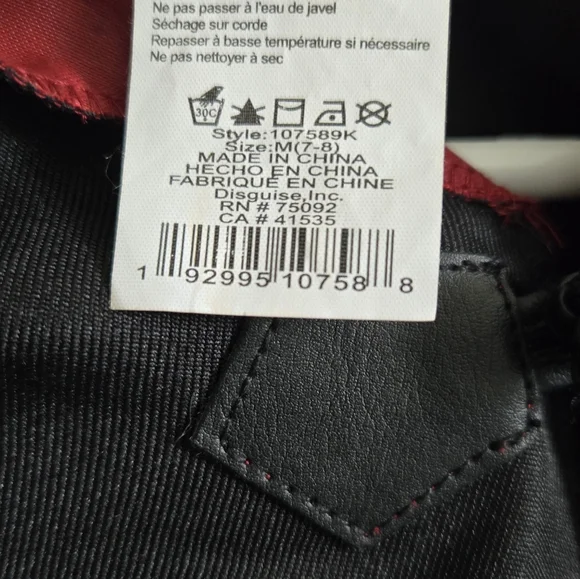 Ne pas passer à l'eau de javel
Séchage sur corde
Repasser à basse température si nécessaire
Ne pas nettoyer à sec
30C
Style:107589K
Size:M(7-8)
MADE IN CHINA
HECHO EN CHINA
FABRIQUÉ EN CHINE
Disguise,Inc.
RN # 75092
CA # 41535
1 92995 10758 8